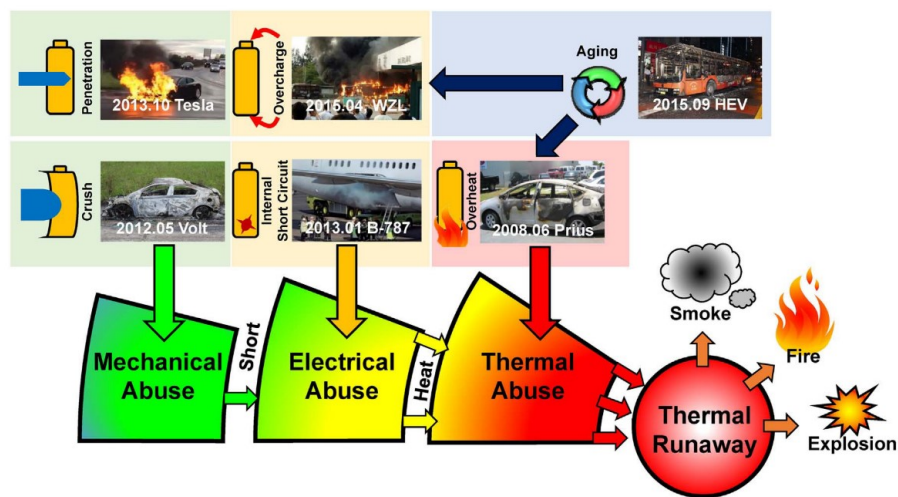 Penetration
2013.10 Tesla
Overcharge
2015.04, WZL
Aging
2015.09 HEV
Crush
2012.05 Volt
Internal
Short Circuit
2013.01 B-787
Overheat
2008.06 Prius
Mechanical
Abuse
Short
Electrical
Abuse
Heat
Thermal
Abuse
Thermal
Runaway
Smoke
Fire
Explosion